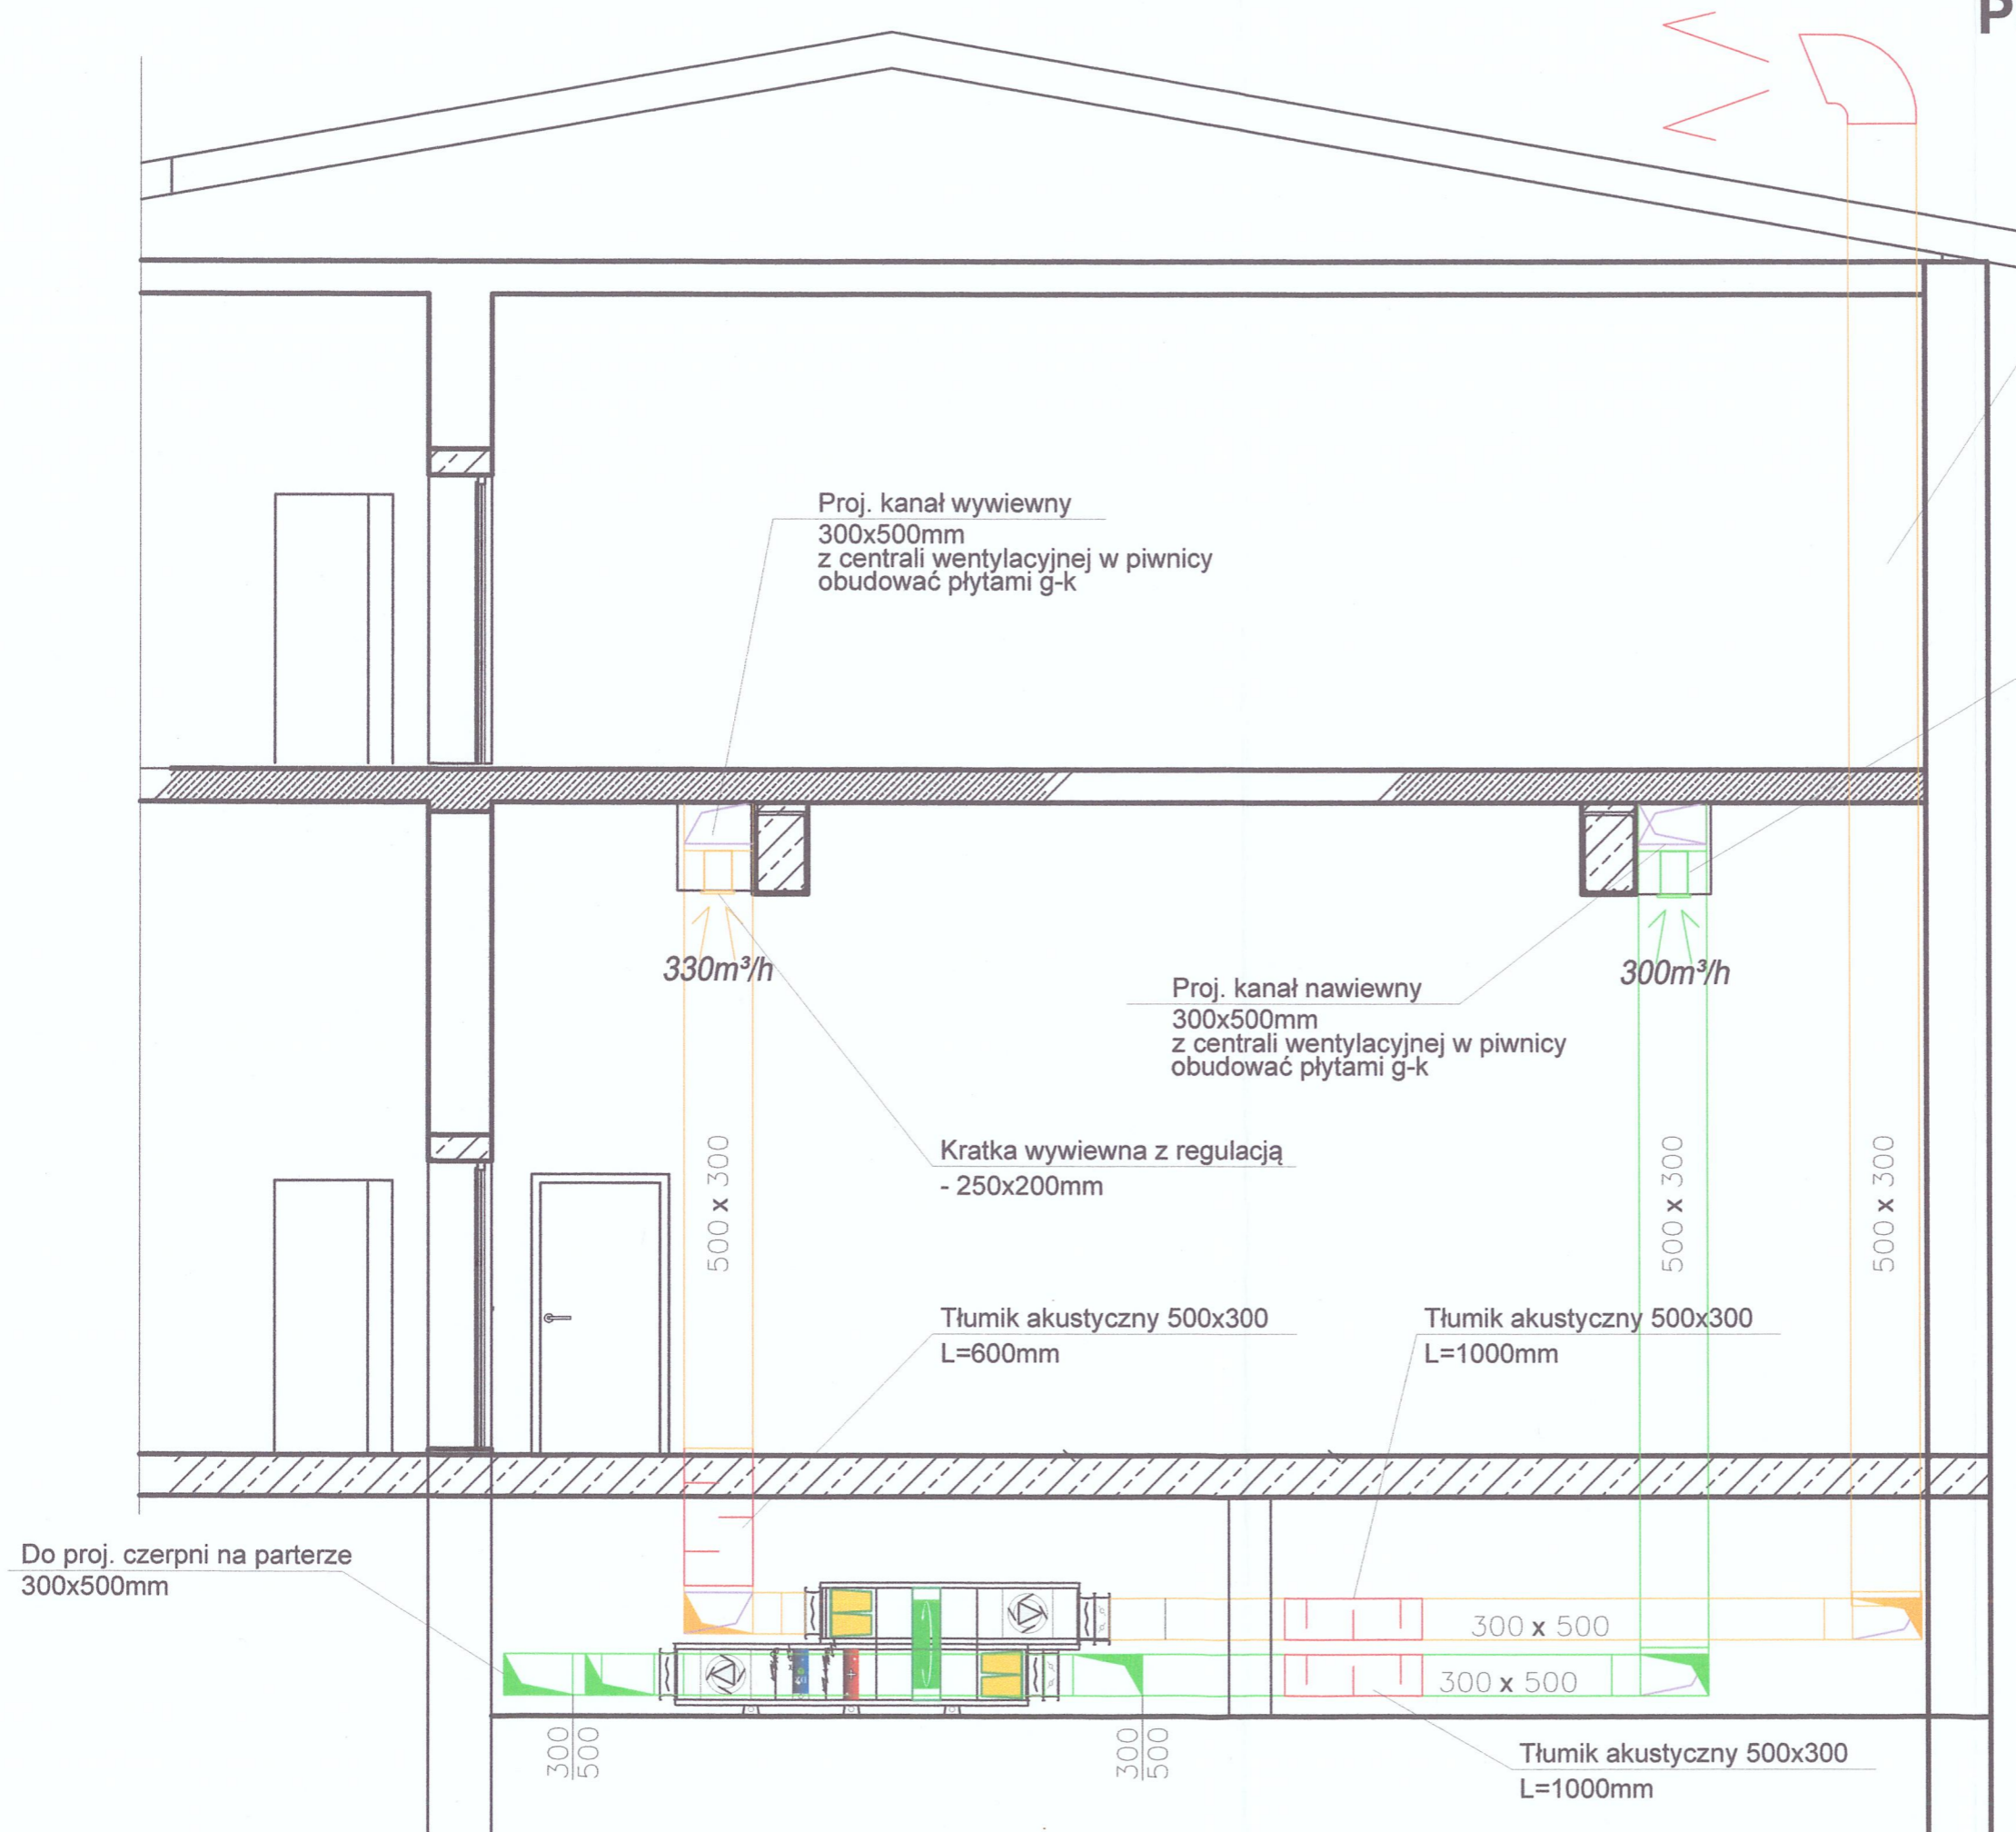 P
Proj. kanał wywiewny
300x500mm
z centrali wentylacyjnej w piwnicy
obudować płytami g-k
330m³/h
300m³/h
Proj. kanał nawiewny
300x500mm
z centrali wentylacyjnej w piwnicy
obudować płytami g-k
Kratka wywiewna z regulacją
- 250x200mm
500 x 300
500 x 300
500 x 300
Tłumik akustyczny 500x300
L=600mm
Tłumik akustyczny 500x300
L=1000mm
Do proj. czerpni na parterze
300x500mm
300 x 500
300 x 500
300
500
300
500
Tłumik akustyczny 500x300
L=1000mm